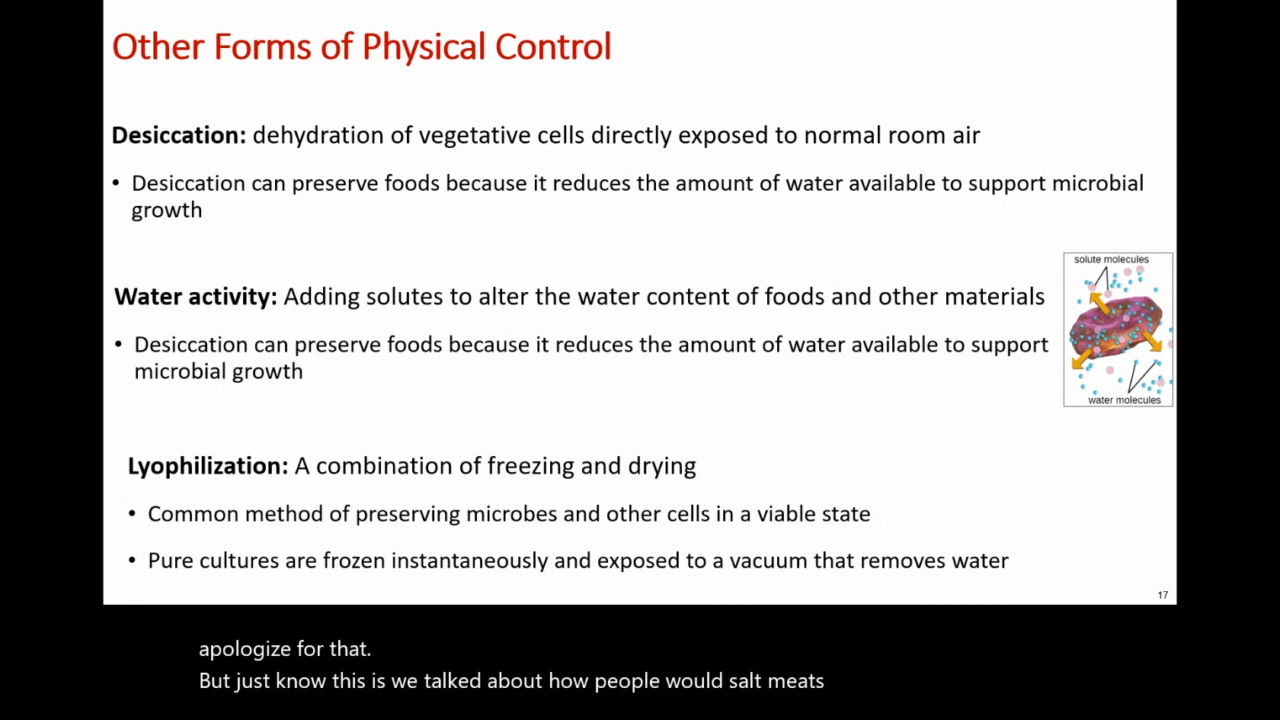 Other Forms of Physical Control
Desiccation: dehydration of vegetative cells directly exposed to normal room air
• Desiccation can preserve foods because it reduces the amount of water available to support microbial
growth
solute molecules
Water activity: Adding solutes to alter the water content of foods and other materials
• Desiccation can preserve foods because it reduces the amount of water available to support
microbial growth
water molecules
Lyophilization: A combination of freezing and drying
• Common method of preserving microbes and other cells in a viable state
• Pure cultures are frozen instantaneously and exposed to a vacuum that removes water
17
apologize for that.
But just know this is we talked about how people would salt meats